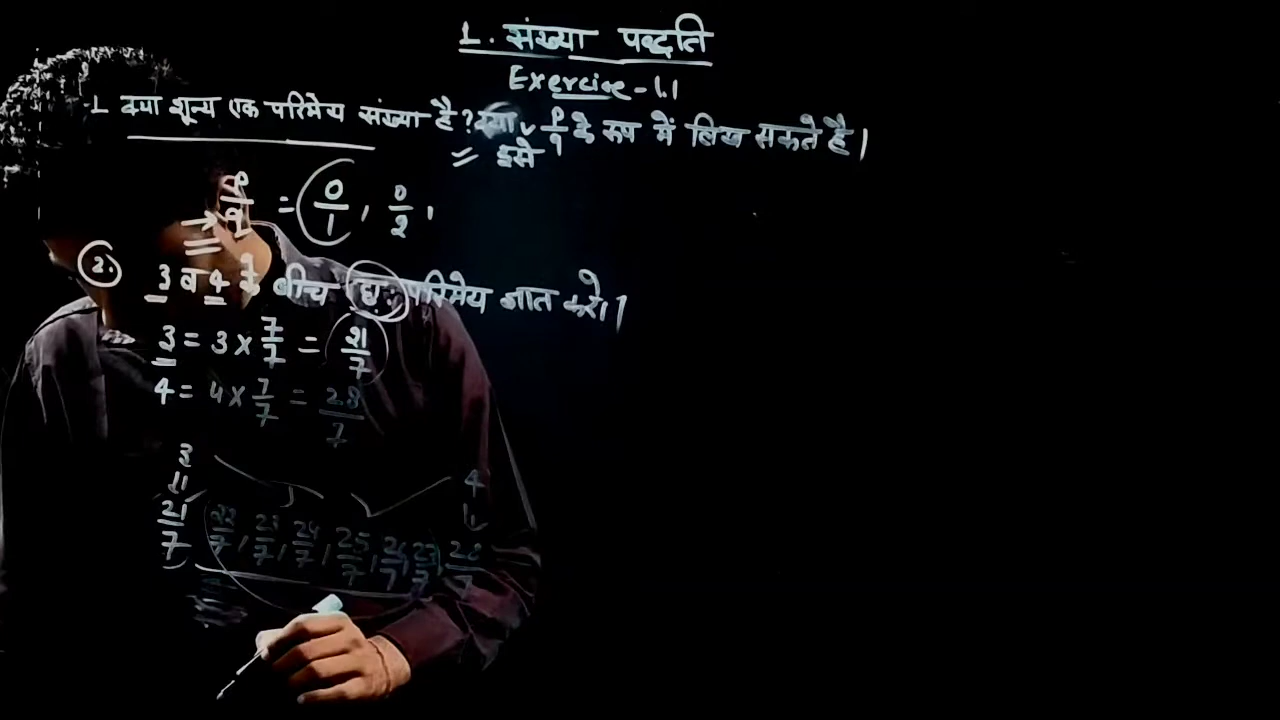 1. संख्या पद्धति
Exercise - 1.1
1 क्या शून्य एक परिमेय संख्या है? क्या, इसे p/q के रूप में लिख सकते है।
p/q = 0/1, 0/2,
2. 3 व 4 के बीच छः परिमेय ज्ञात करो।
3 = 3 × 7/7 = 21/7
4 = 4 × 7/7 = 28/7
3 4
21/7 22/7, 23/7, 24/7, 25/7, 26/7, 27/7, 28/7